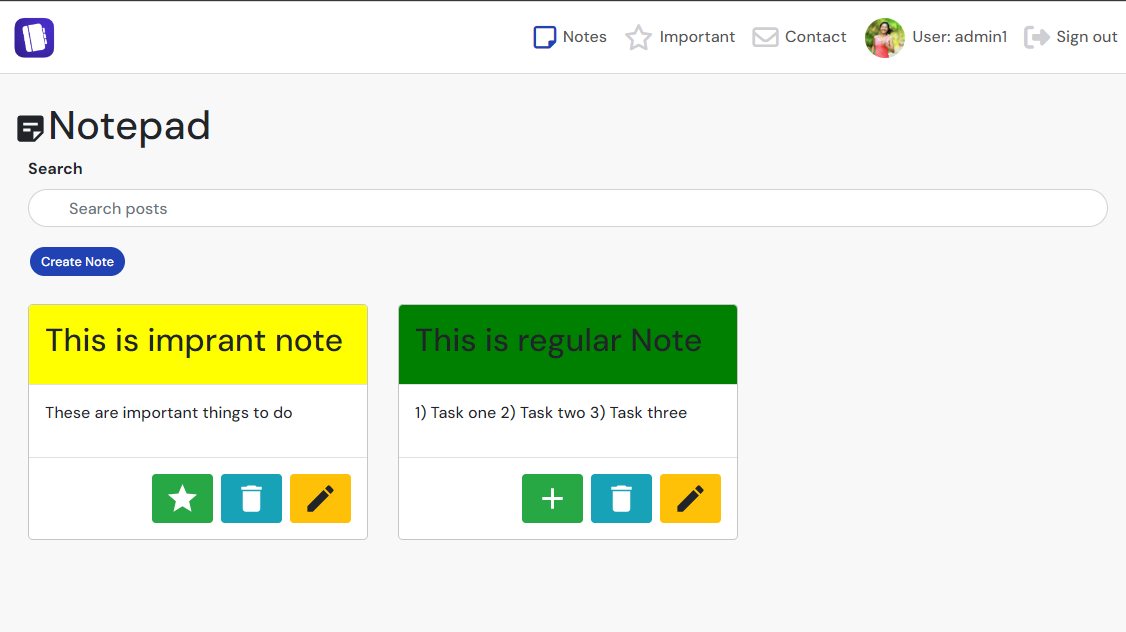 Notes Important Contact User: admin1 Sign out
Notepad
Search
Search posts
Create Note
This is imprant note
These are important things to do
This is regular Note
1) Task one 2) Task two 3) Task three